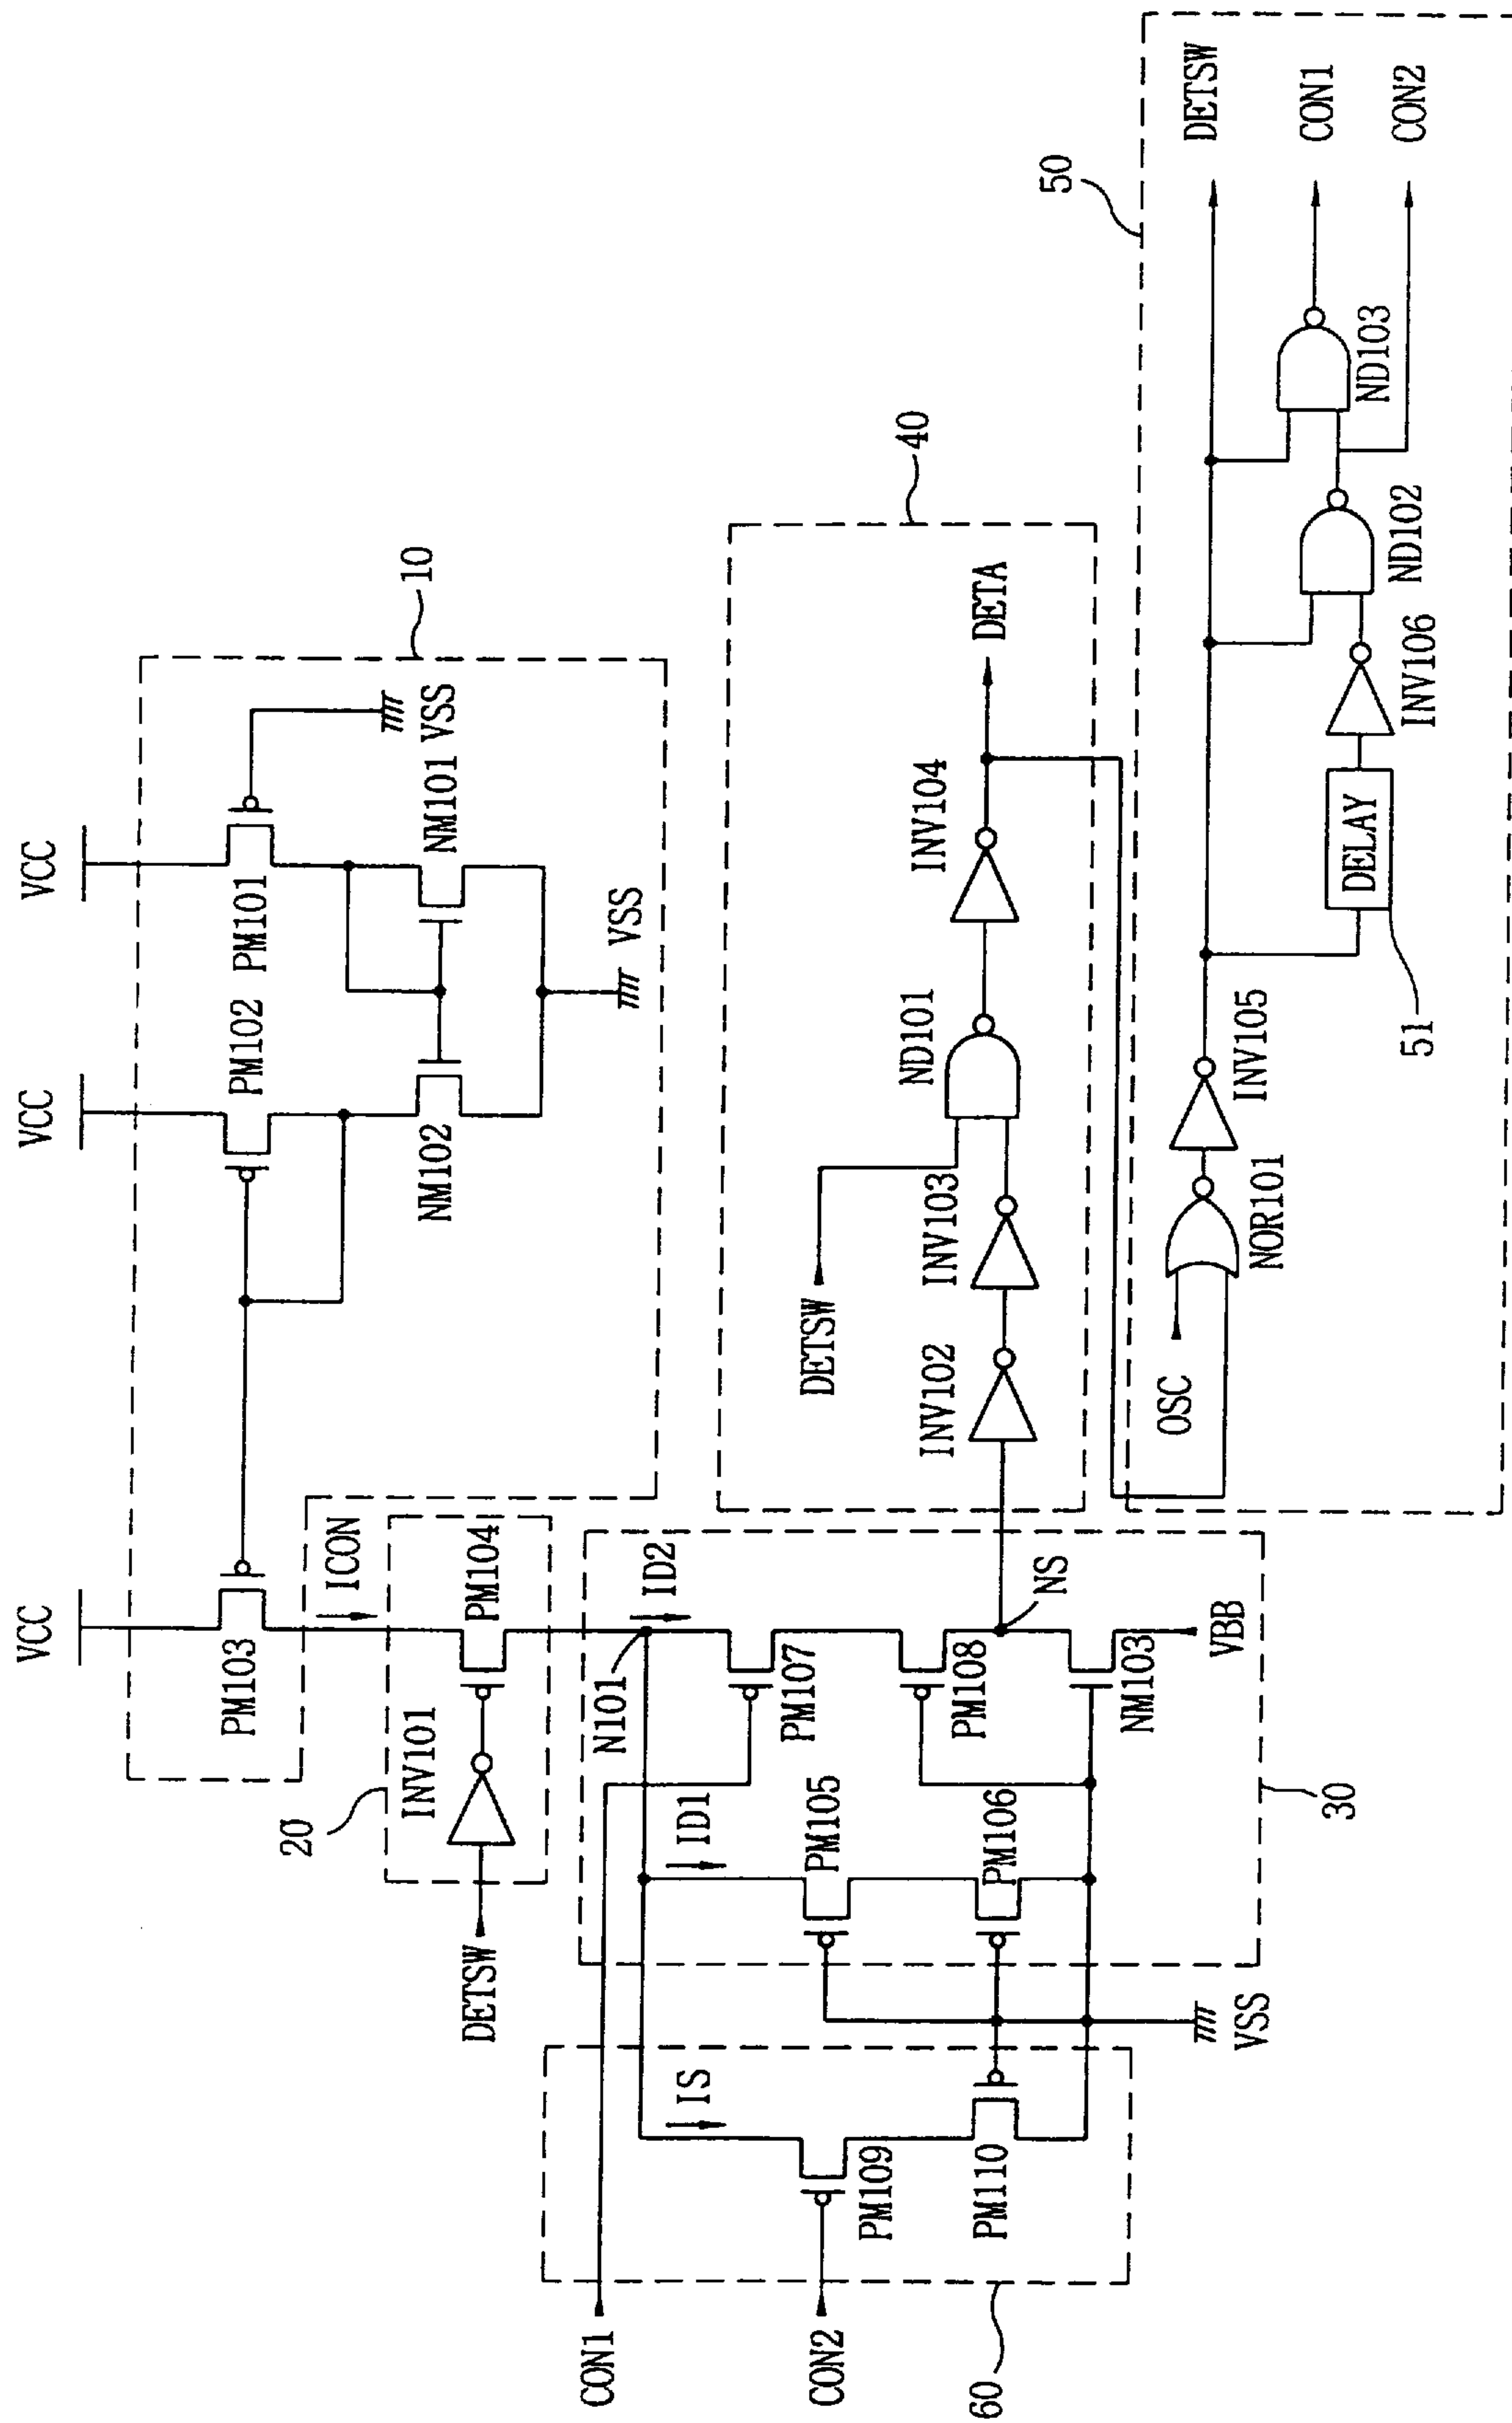 VCC
VCC
VCC
10
PM103
PM102
PM101
ICON
NM102
NM101
VSS
VSS
20
INV101
PM104
DETSW
CON1
N101
ID2
IS
ID1
PM107
CON2
PM109
PM105
PM110
PM106
PM108
NS
NM103
VSS
VBB
60
30
40
DETSW
INV102
INV103
ND101
INV104
DETA
50
OSC
NOR101
INV105
51
DELAY
INV106
ND102
ND103
DETSW
CON1
CON2